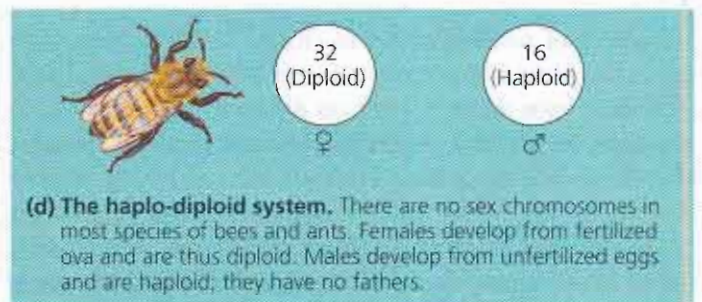 32
(Diploid)
♀
16
(Haploid)
♂
(d) The haplo-diploid system. There are no sex chromosomes in
most species of bees and ants. Females develop from fertilized
ova and are thus diploid. Males develop from unfertilized eggs
and are haploid; they have no fathers.